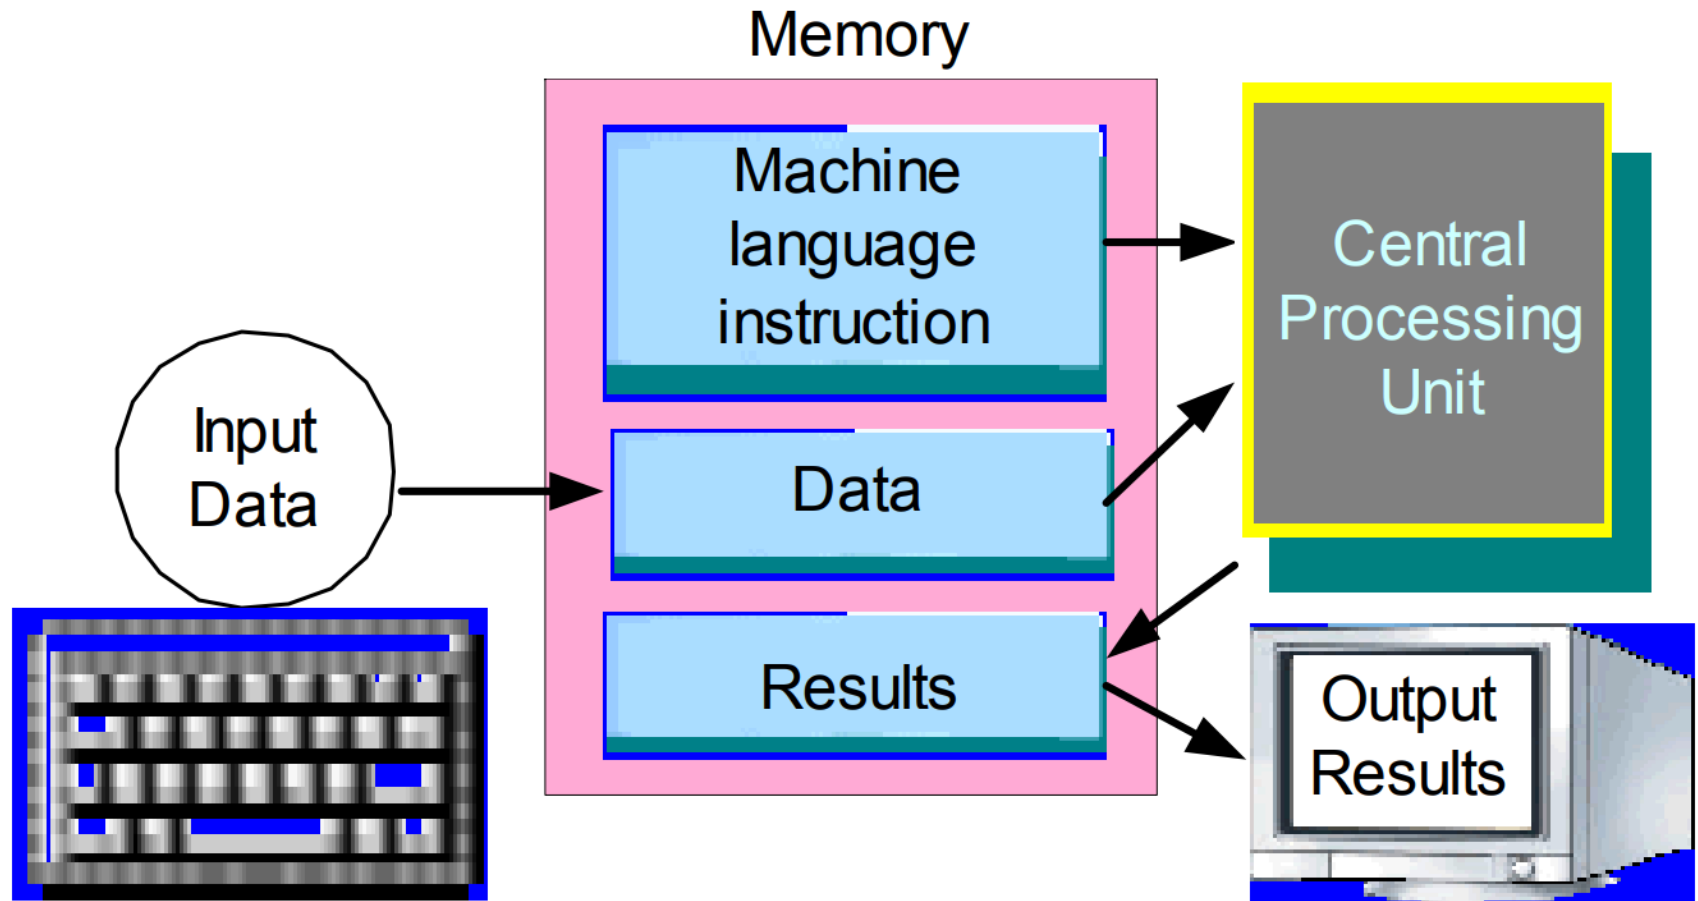 Memory
Machine
language
instruction
Central
Processing
Unit
Input
Data
Data
Results
Output
Results